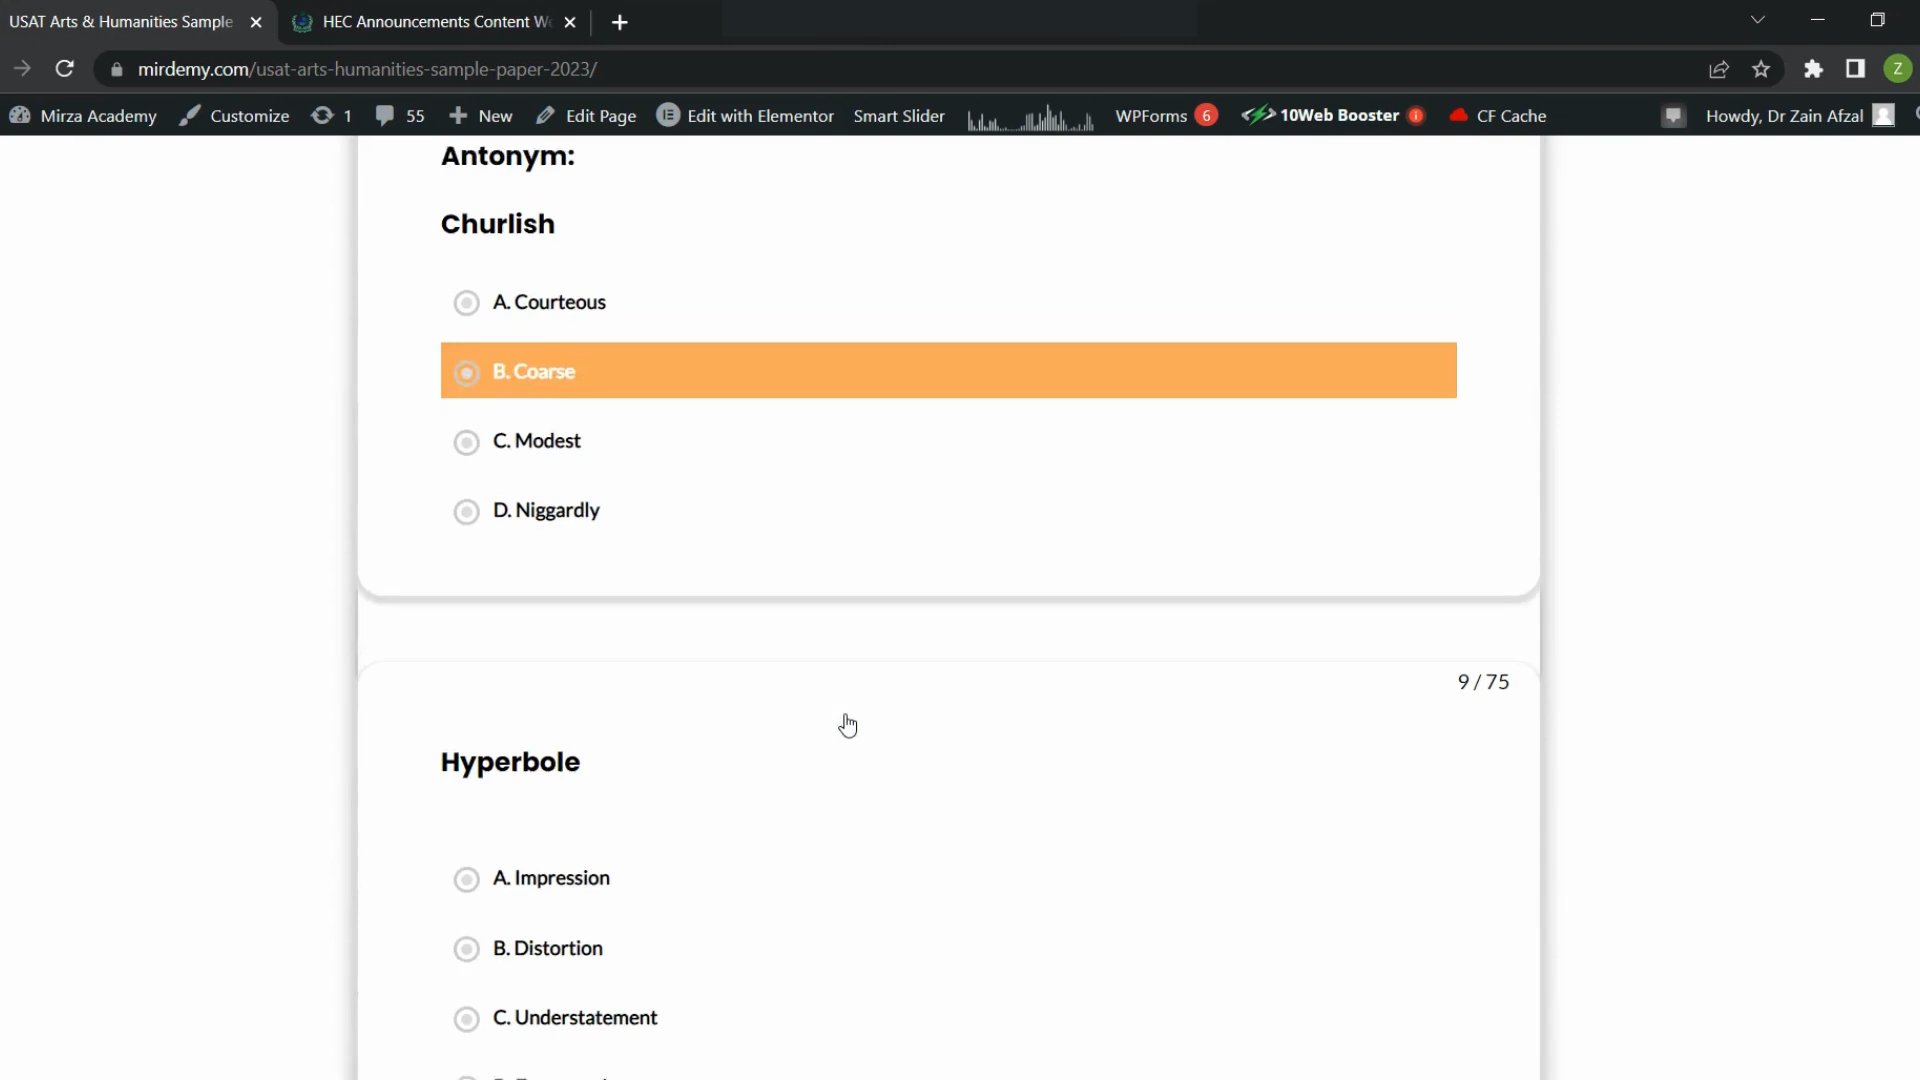 USAT Arts & Humanities Sample
HEC Announcements Content We
mirdemy.com/usat-arts-humanities-sample-paper-2023/
Z
Mirza Academy
Customize
1
55
New
Edit Page
Edit with Elementor
Smart Slider
WPForms 6
10Web Booster
CF Cache
Howdy, Dr Zain Afzal
Antonym:
Churlish
A. Courteous
B. Coarse
C. Modest
D. Niggardly
9 / 75
Hyperbole
A. Impression
B. Distortion
C. Understatement